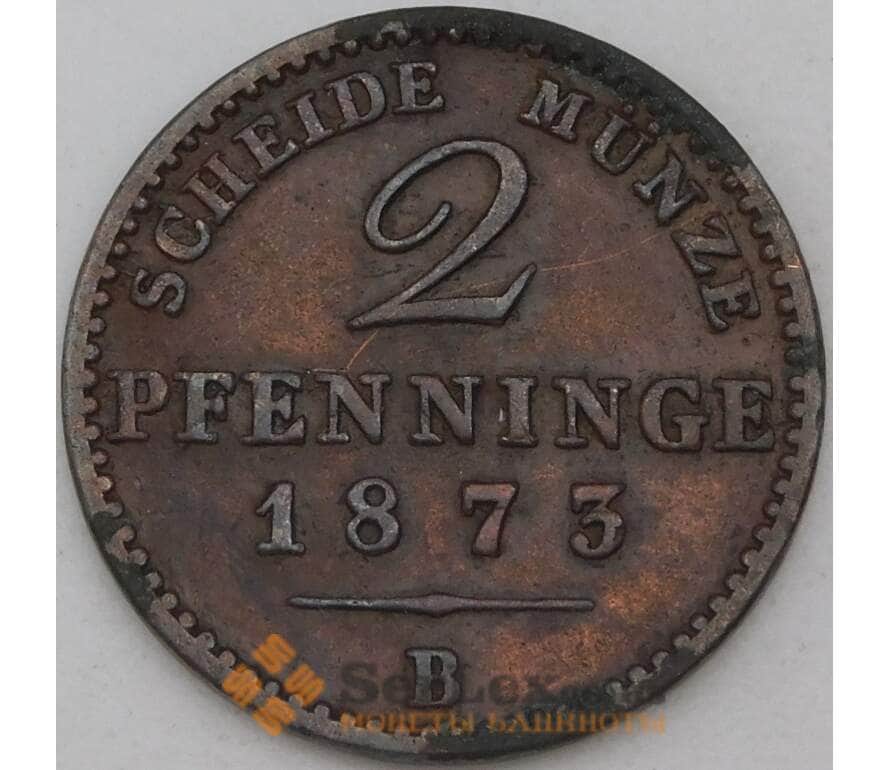 SCHEIDE MÜNZE
2
PFENNINGE
1873
B
МОНЕТЫ БАНКНОТЫ